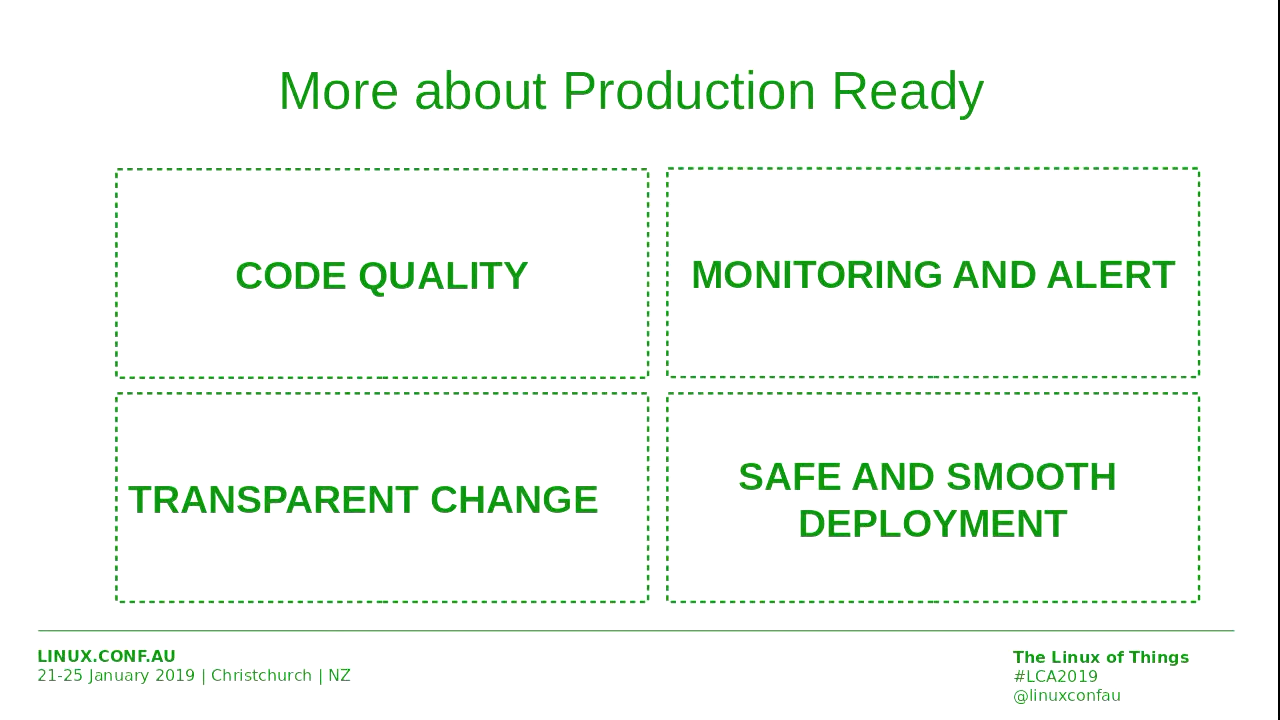 More about Production Ready
CODE QUALITY
MONITORING AND ALERT
TRANSPARENT CHANGE
SAFE AND SMOOTH
DEPLOYMENT
LINUX.CONF.AU
21-25 January 2019 | Christchurch | NZ
The Linux of Things
#LCA2019
@linuxconfau